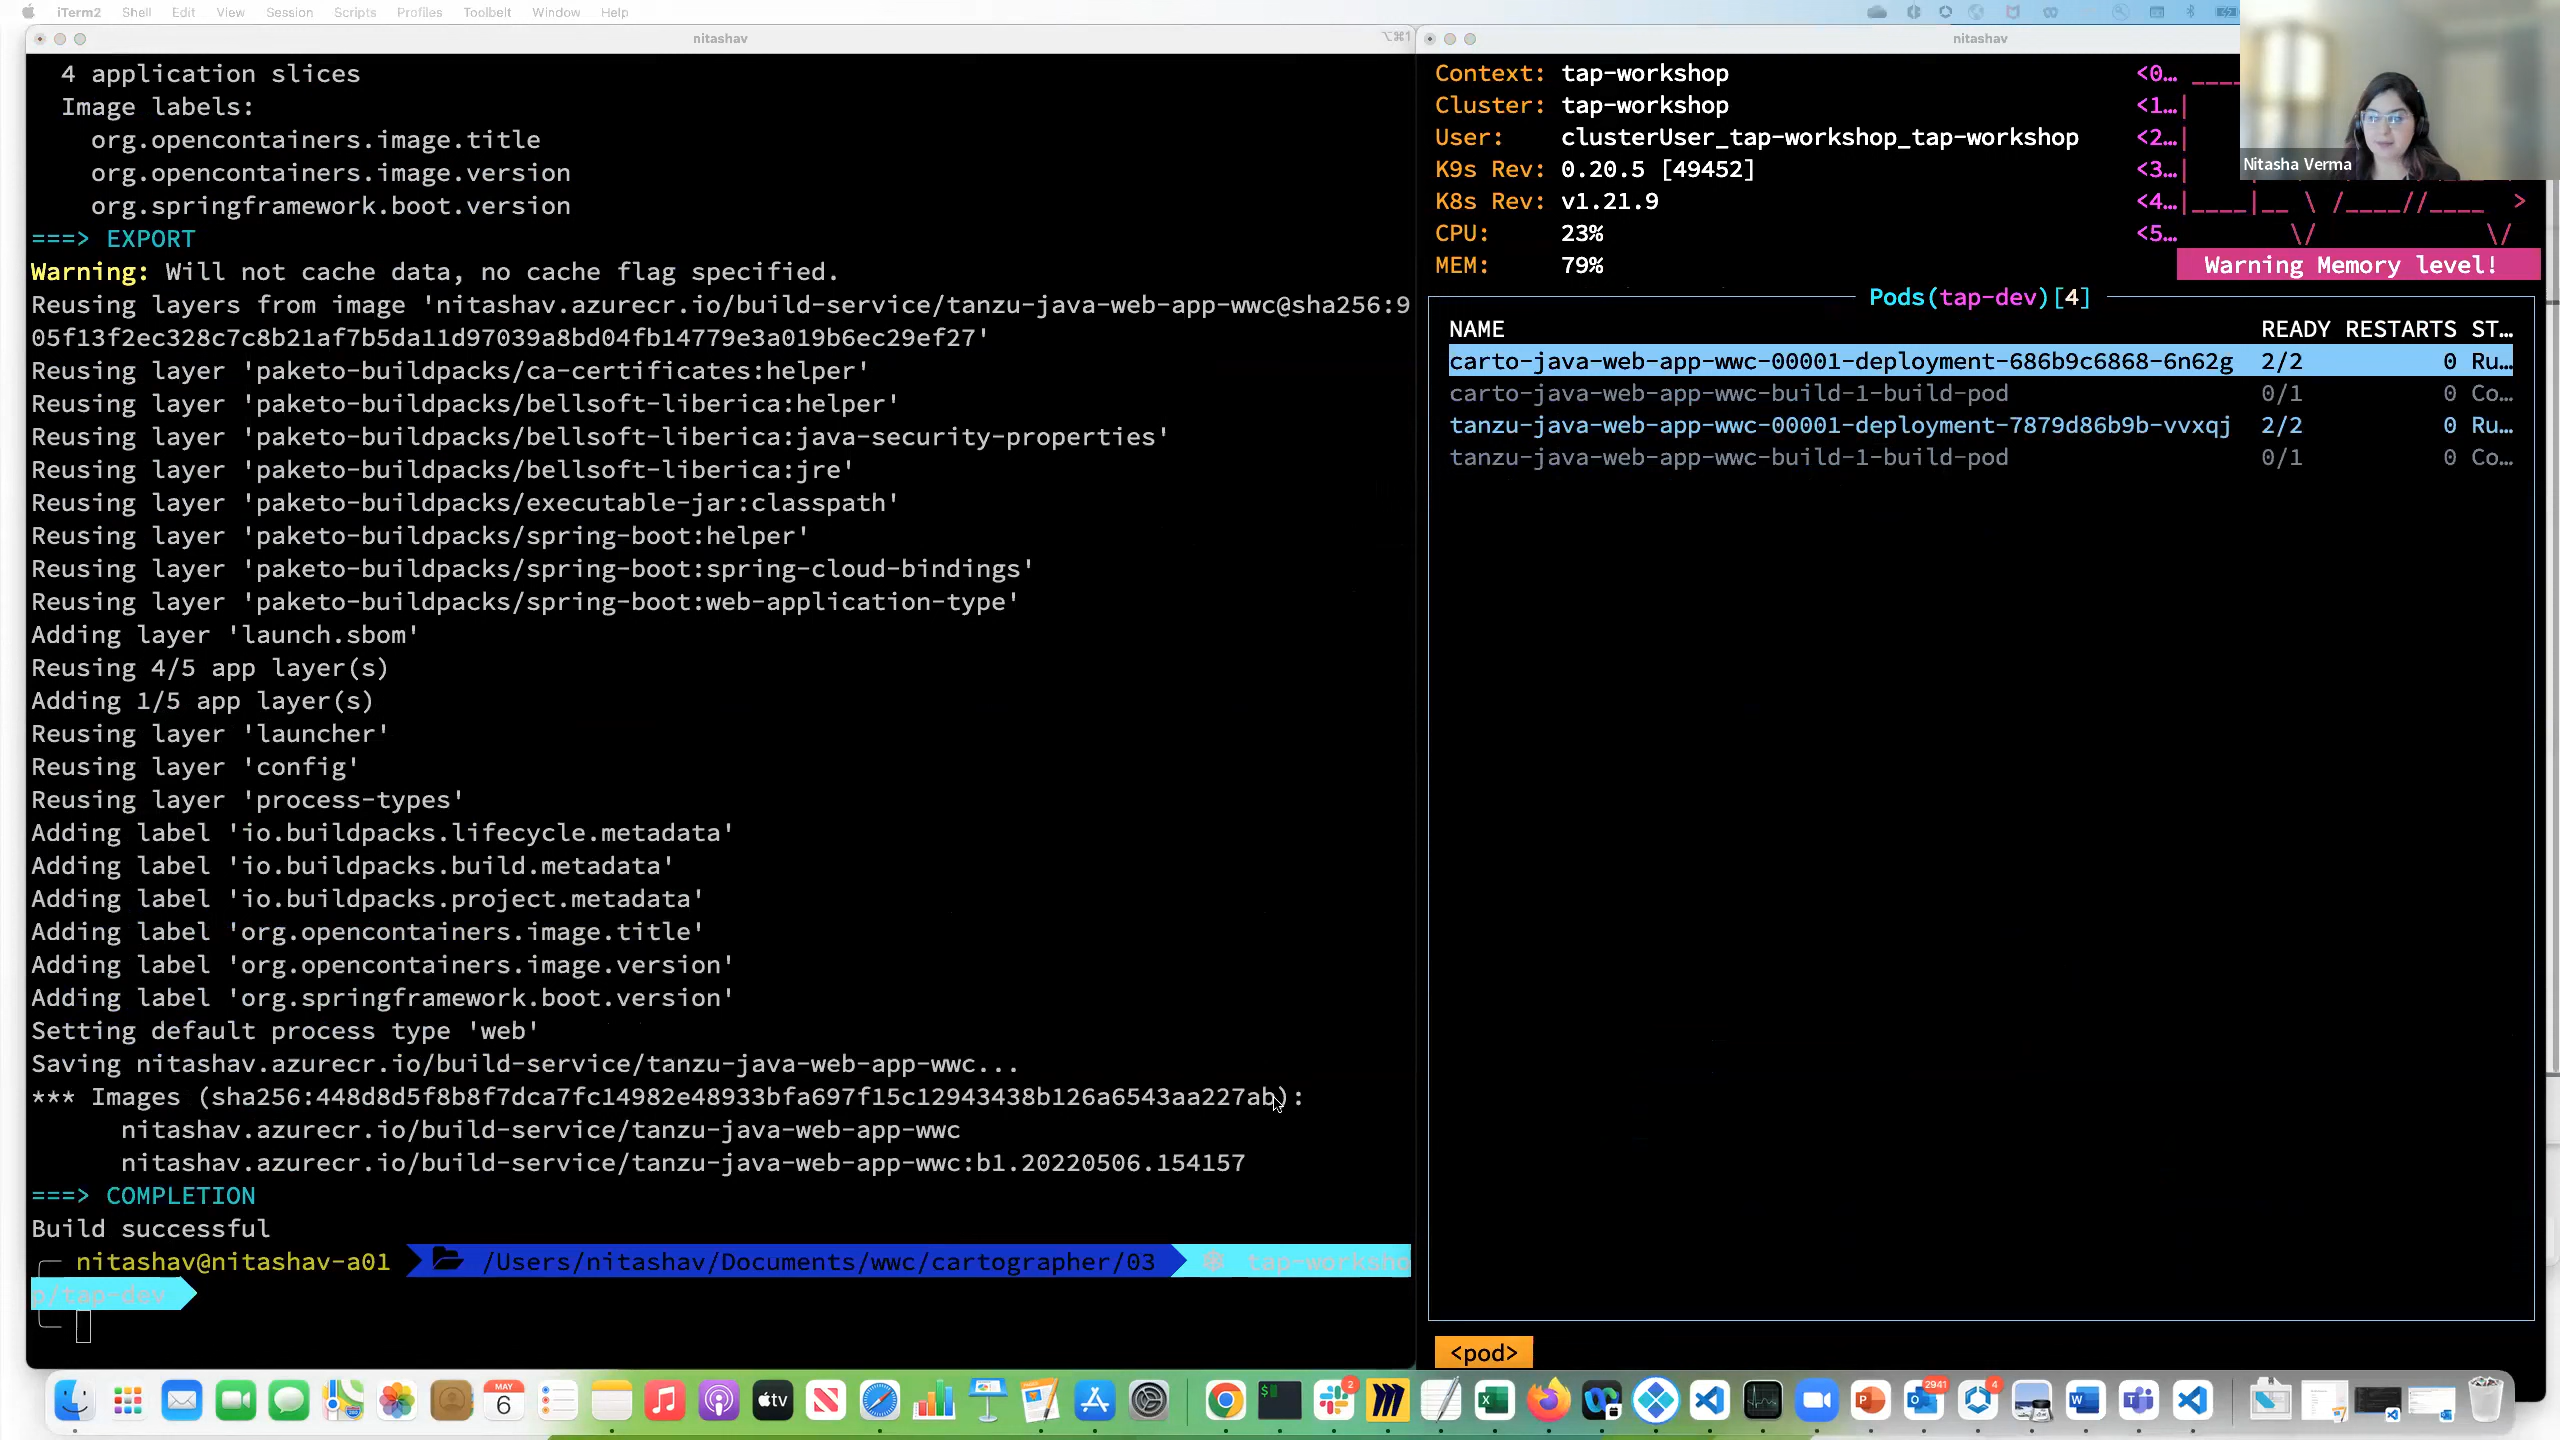 iTerm2 Shell Edit View Session Scripts Profiles Toolbelt Window Help
nitashav
⌥⌘1
4 application slices
Image labels:
org.opencontainers.image.title
org.opencontainers.image.version
org.springframework.boot.version
===> EXPORT
Warning: Will not cache data, no cache flag specified.
Reusing layers from image 'nitashav.azurecr.io/build-service/tanzu-java-web-app-wwc@sha256:9
05f13f2ec328c7c8b21af7b5da11d97039a8bd04fb14779e3a019b6ec29ef27'
Reusing layer 'paketo-buildpacks/ca-certificates:helper'
Reusing layer 'paketo-buildpacks/bellsoft-liberica:helper'
Reusing layer 'paketo-buildpacks/bellsoft-liberica:java-security-properties'
Reusing layer 'paketo-buildpacks/bellsoft-liberica:jre'
Reusing layer 'paketo-buildpacks/executable-jar:classpath'
Reusing layer 'paketo-buildpacks/spring-boot:helper'
Reusing layer 'paketo-buildpacks/spring-boot:spring-cloud-bindings'
Reusing layer 'paketo-buildpacks/spring-boot:web-application-type'
Adding layer 'launch.sbom'
Reusing 4/5 app layer(s)
Adding 1/5 app layer(s)
Reusing layer 'launcher'
Reusing layer 'config'
Reusing layer 'process-types'
Adding label 'io.buildpacks.lifecycle.metadata'
Adding label 'io.buildpacks.build.metadata'
Adding label 'io.buildpacks.project.metadata'
Adding label 'org.opencontainers.image.title'
Adding label 'org.opencontainers.image.version'
Adding label 'org.springframework.boot.version'
Setting default process type 'web'
Saving nitashav.azurecr.io/build-service/tanzu-java-web-app-wwc...
*** Images (sha256:448d8d5f8b8f7dca7fc14982e48933bfa697f15c12943438b126a6543aa227ab):
nitashav.azurecr.io/build-service/tanzu-java-web-app-wwc
nitashav.azurecr.io/build-service/tanzu-java-web-app-wwc:b1.20220506.154157
===> COMPLETION
Build successful
nitashav@nitashav-a01 /Users/nitashav/Documents/wwc/cartographer/03 tap-worksho
p/tap-dev
nitashav
Context: tap-workshop
Cluster: tap-workshop
User: clusterUser_tap-workshop_tap-workshop
K9s Rev: 0.20.5 [49452]
K8s Rev: v1.21.9
CPU: 23%
MEM: 79%
<0…
<1…
<2…
<3…
<4…
<5…
Nitasha Verma
Warning Memory level!
Pods(tap-dev)[4]
NAME READY RESTARTS ST…
carto-java-web-app-wwc-00001-deployment-686b9c6868-6n62g 2/2 0 Ru…
carto-java-web-app-wwc-build-1-build-pod 0/1 0 Co…
tanzu-java-web-app-wwc-00001-deployment-7879d86b9b-vvxqj 2/2 0 Ru…
tanzu-java-web-app-wwc-build-1-build-pod 0/1 0 Co…
<pod>
MAY
6
tv
2
2941
4